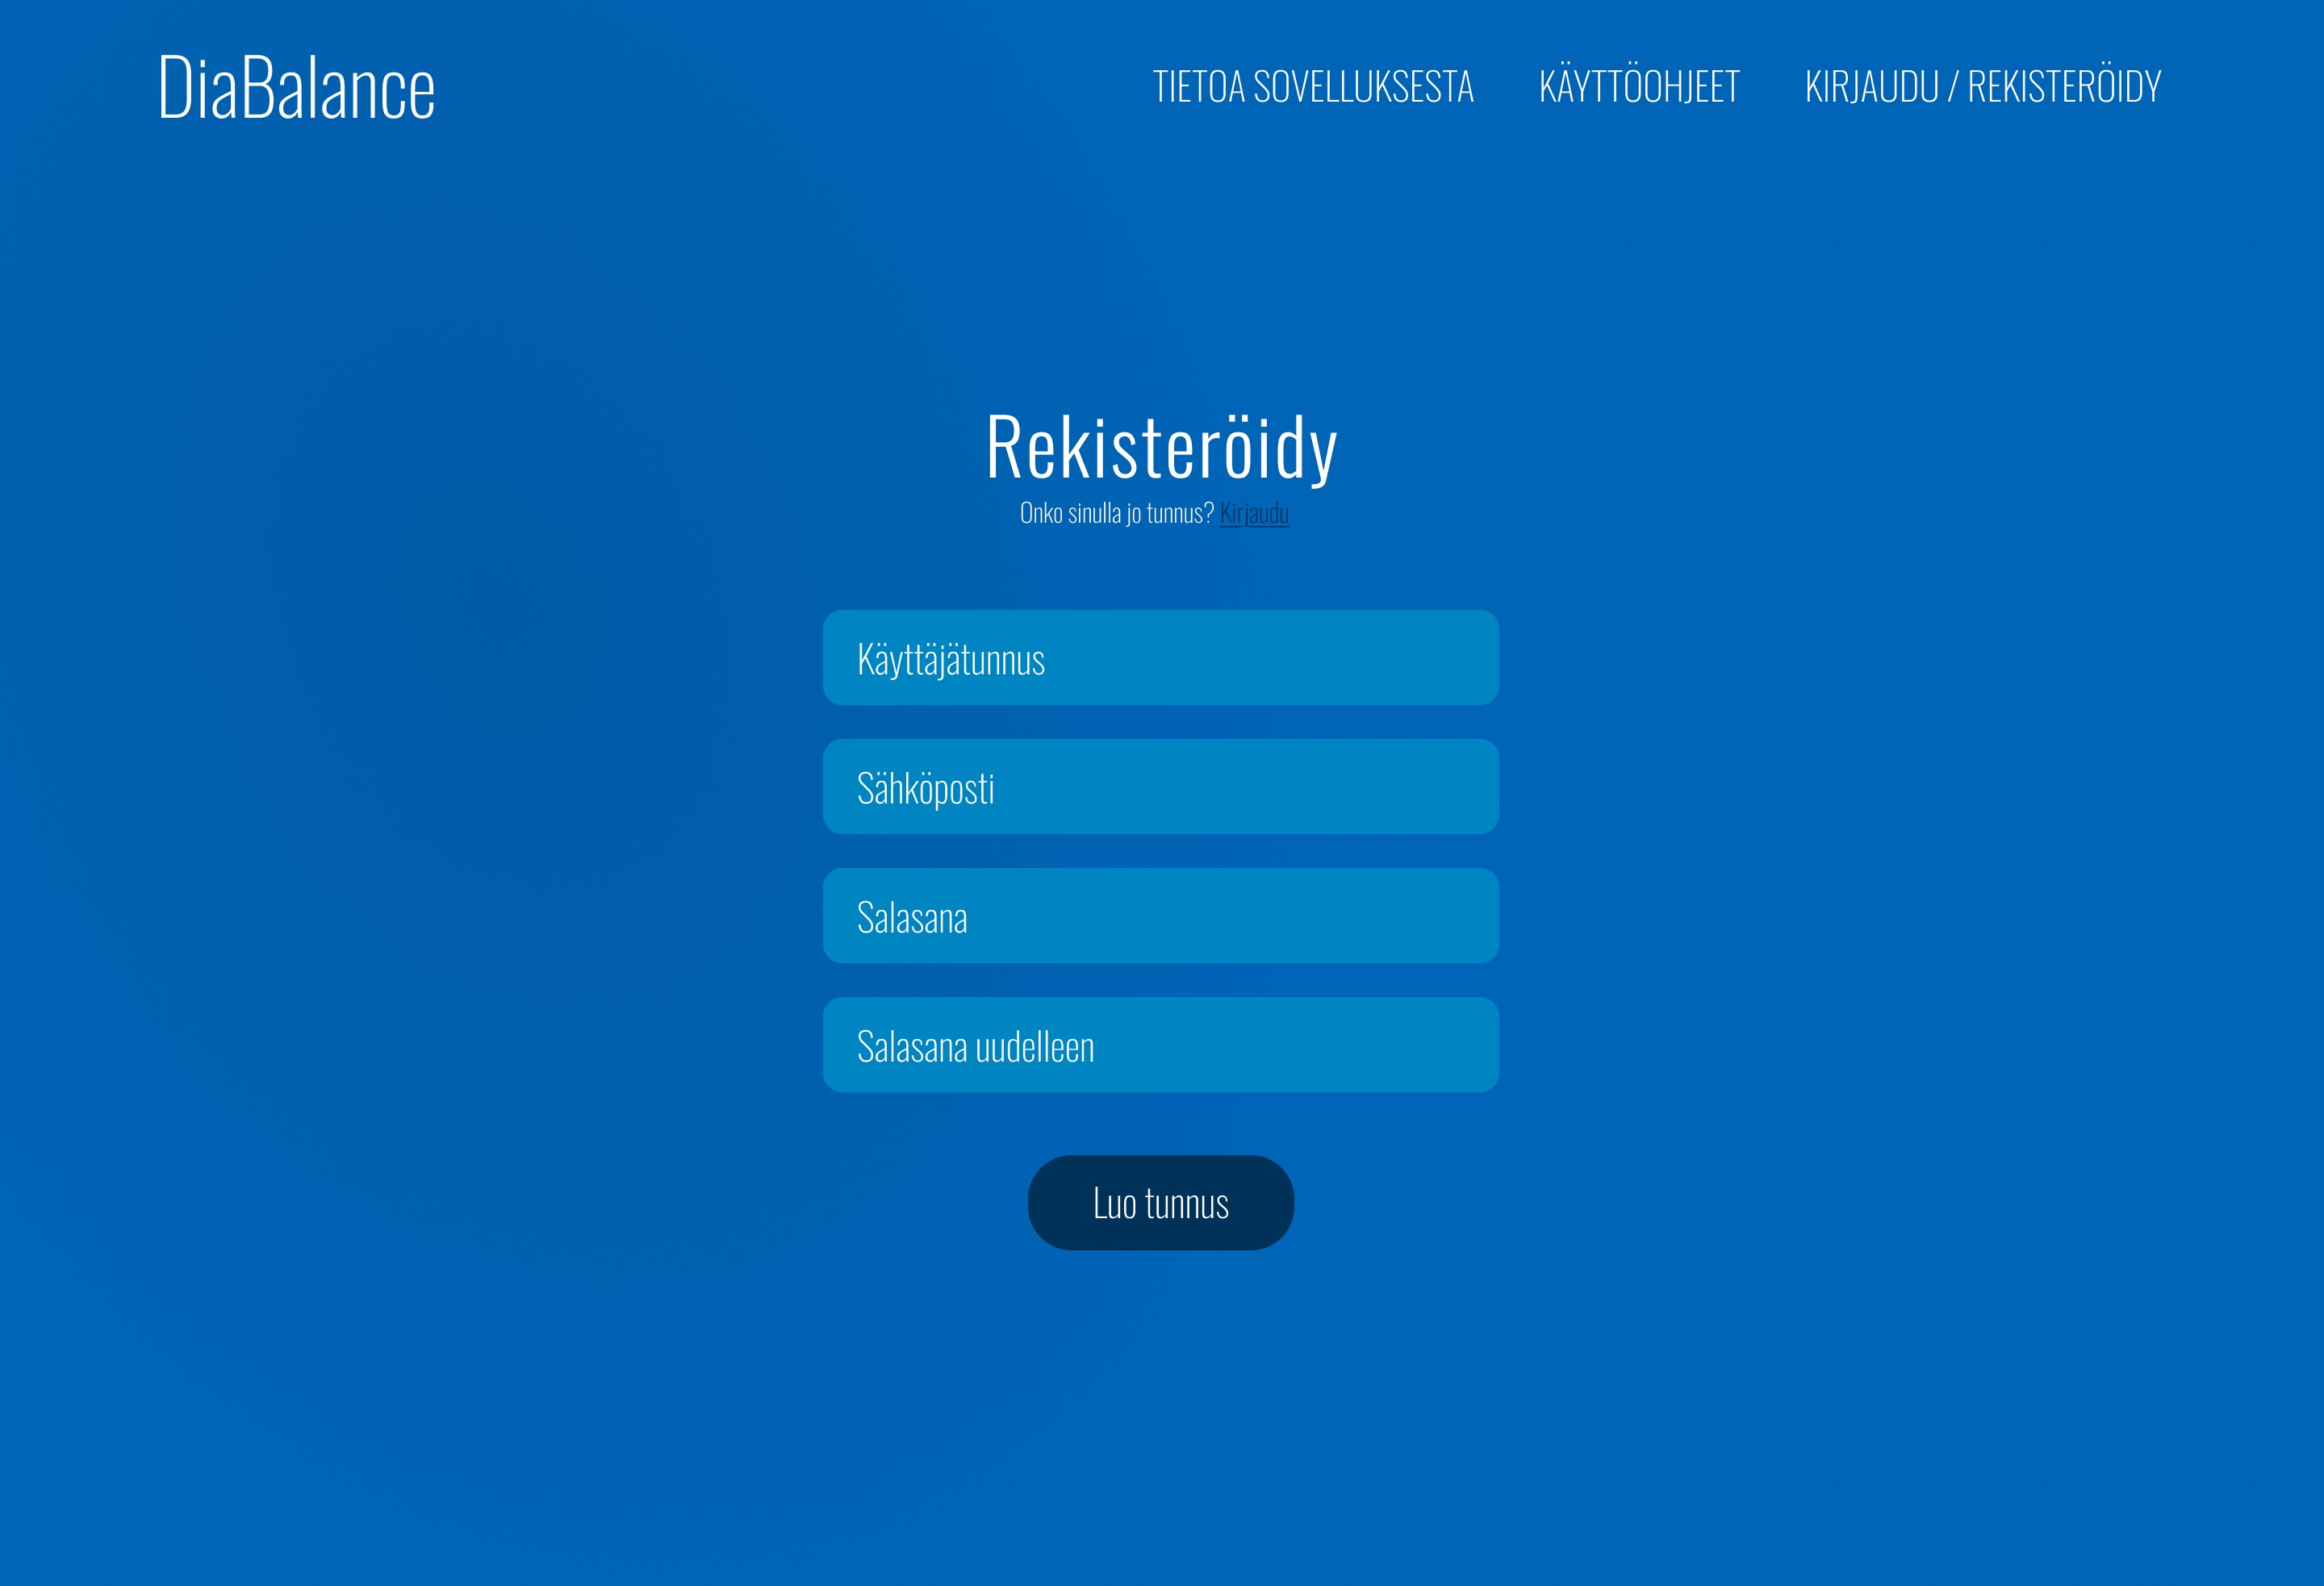 DiaBalance
TIETOA SOVELLUKSESTA
KÄYTTÖOHJEET
KIRJAUDU / REKISTERÖIDY
Rekisteröidy
Onko sinulla jo tunnus? Kirjaudu
Käyttäjätunnus
Sähköposti
Salasana
Salasana uudelleen
Luo tunnus